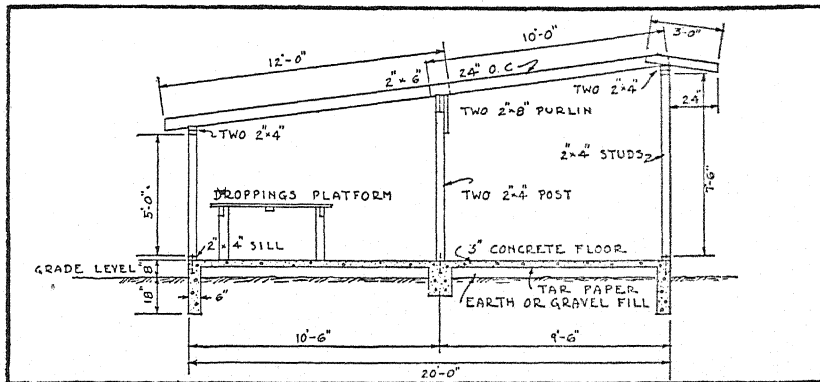 12'-0"
10'-0"
3'-0"
2" x 6"
24" O.C
TWO 2"x4"
TWO 2"x4"
TWO 2"x8" PURLIN
24"
2"x4" STUDS
5'-0"
7'-6"
DROPPINGS PLATFORM
TWO 2"x4" POST
2" x 4" SILL
3" CONCRETE FLOOR
GRADE LEVEL
8"
TAR PAPER
EARTH OR GRAVEL FILL
18"
6"
10'-6"
9'-6"
20'-0"